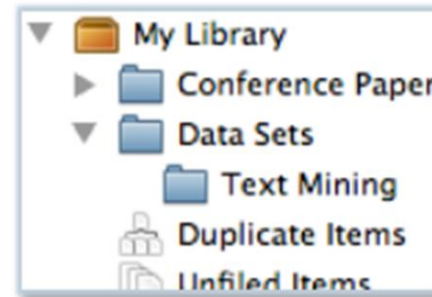 My Library
Conference Paper
Data Sets
Text Mining
Duplicate Items
Unfiled Items